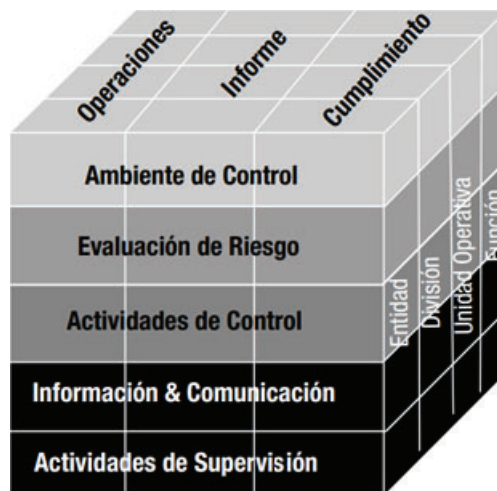 Operaciones
Informe
Cumplimiento
Ambiente de Control
Evaluación de Riesgo
Actividades de Control
Información & Comunicación
Actividades de Supervisión
Entidad
División
Unidad Operativa
Función